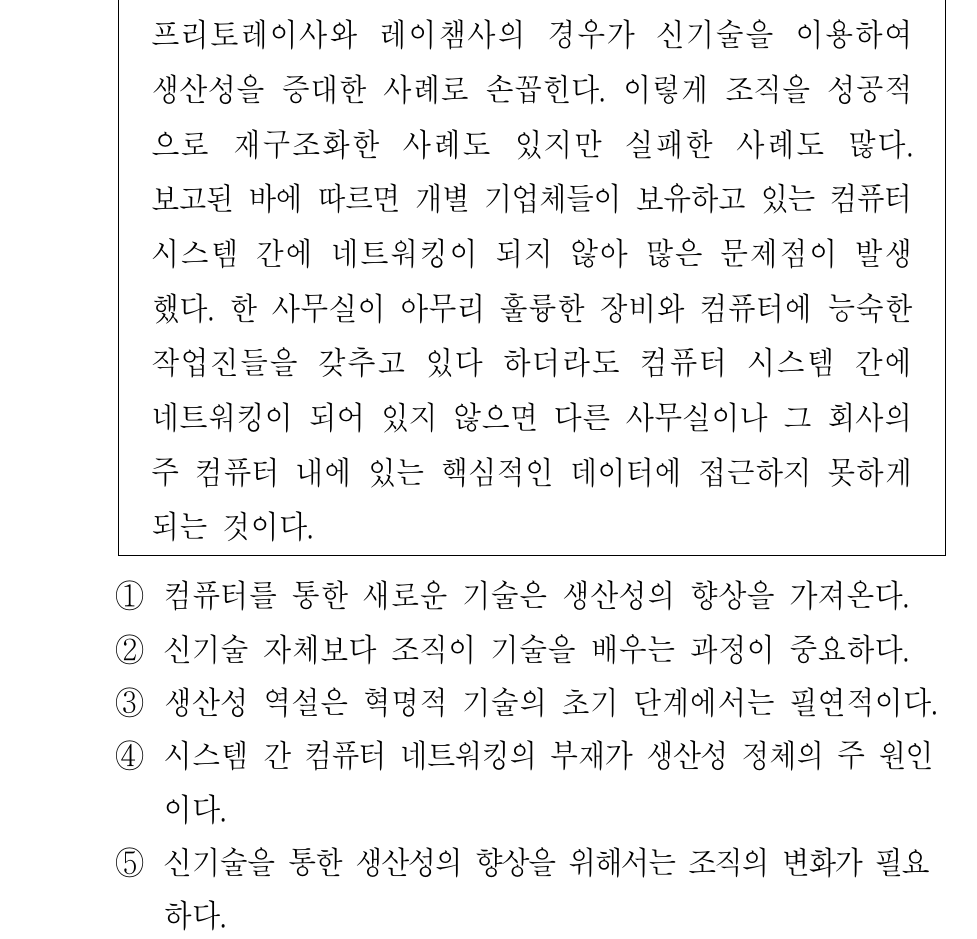 프리토레이사와 레이챔사의 경우가 신기술을 이용하여
생산성을 증대한 사례로 손꼽힌다. 이렇게 조직을 성공적
으로 재구조화한 사례도 있지만 실패한 사례도 많다.
보고된 바에 따르면 개별 기업체들이 보유하고 있는 컴퓨터
시스템 간에 네트워킹이 되지 않아 많은 문제점이 발생
했다. 한 사무실이 아무리 훌륭한 장비와 컴퓨터에 능숙한
작업진들을 갖추고 있다 하더라도 컴퓨터 시스템 간에
네트워킹이 되어 있지 않으면 다른 사무실이나 그 회사의
주 컴퓨터 내에 있는 핵심적인 데이터에 접근하지 못하게
되는 것이다.
① 컴퓨터를 통한 새로운 기술은 생산성의 향상을 가져온다.
② 신기술 자체보다 조직이 기술을 배우는 과정이 중요하다.
③ 생산성 역설은 혁명적 기술의 초기 단계에서는 필연적이다.
④ 시스템 간 컴퓨터 네트워킹의 부재가 생산성 정체의 주 원인
이다.
⑤ 신기술을 통한 생산성의 향상을 위해서는 조직의 변화가 필요
하다.